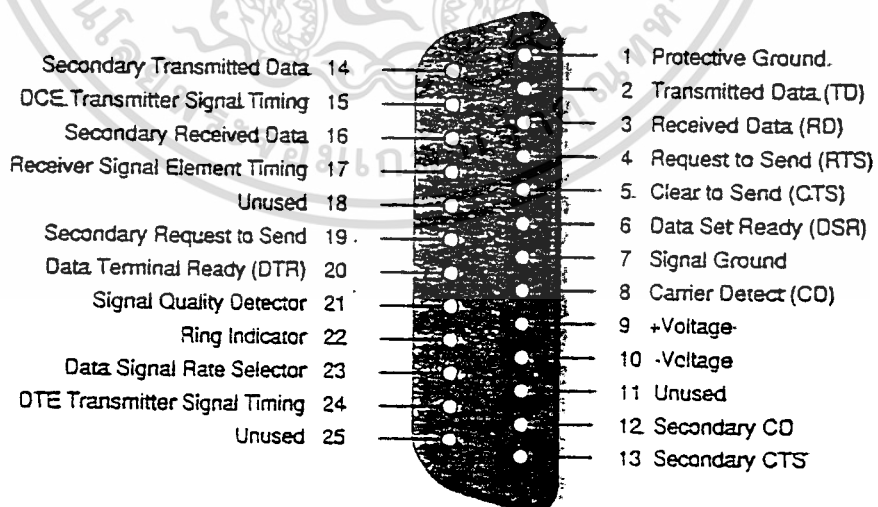 Secondary Transmitted Data 14
DCE Transmitter Signal Timing 15
Secondary Received Data 16
Receiver Signal Element Timing 17
Unused 18
Secondary Request to Send 19
Data Terminal Ready (DTR) 20
Signal Quality Detector 21
Ring Indicator 22
Data Signal Rate Selector 23
DTE Transmitter Signal Timing 24
Unused 25
1 Protective Ground
2 Transmitted Data (TD)
3 Received Data (RD)
4 Request to Send (RTS)
5 Clear to Send (CTS)
6 Data Set Ready (DSR)
7 Signal Ground
8 Carrier Detect (CD)
9 +Voltage
10 -Voltage
11 Unused
12 Secondary CD
13 Secondary CTS